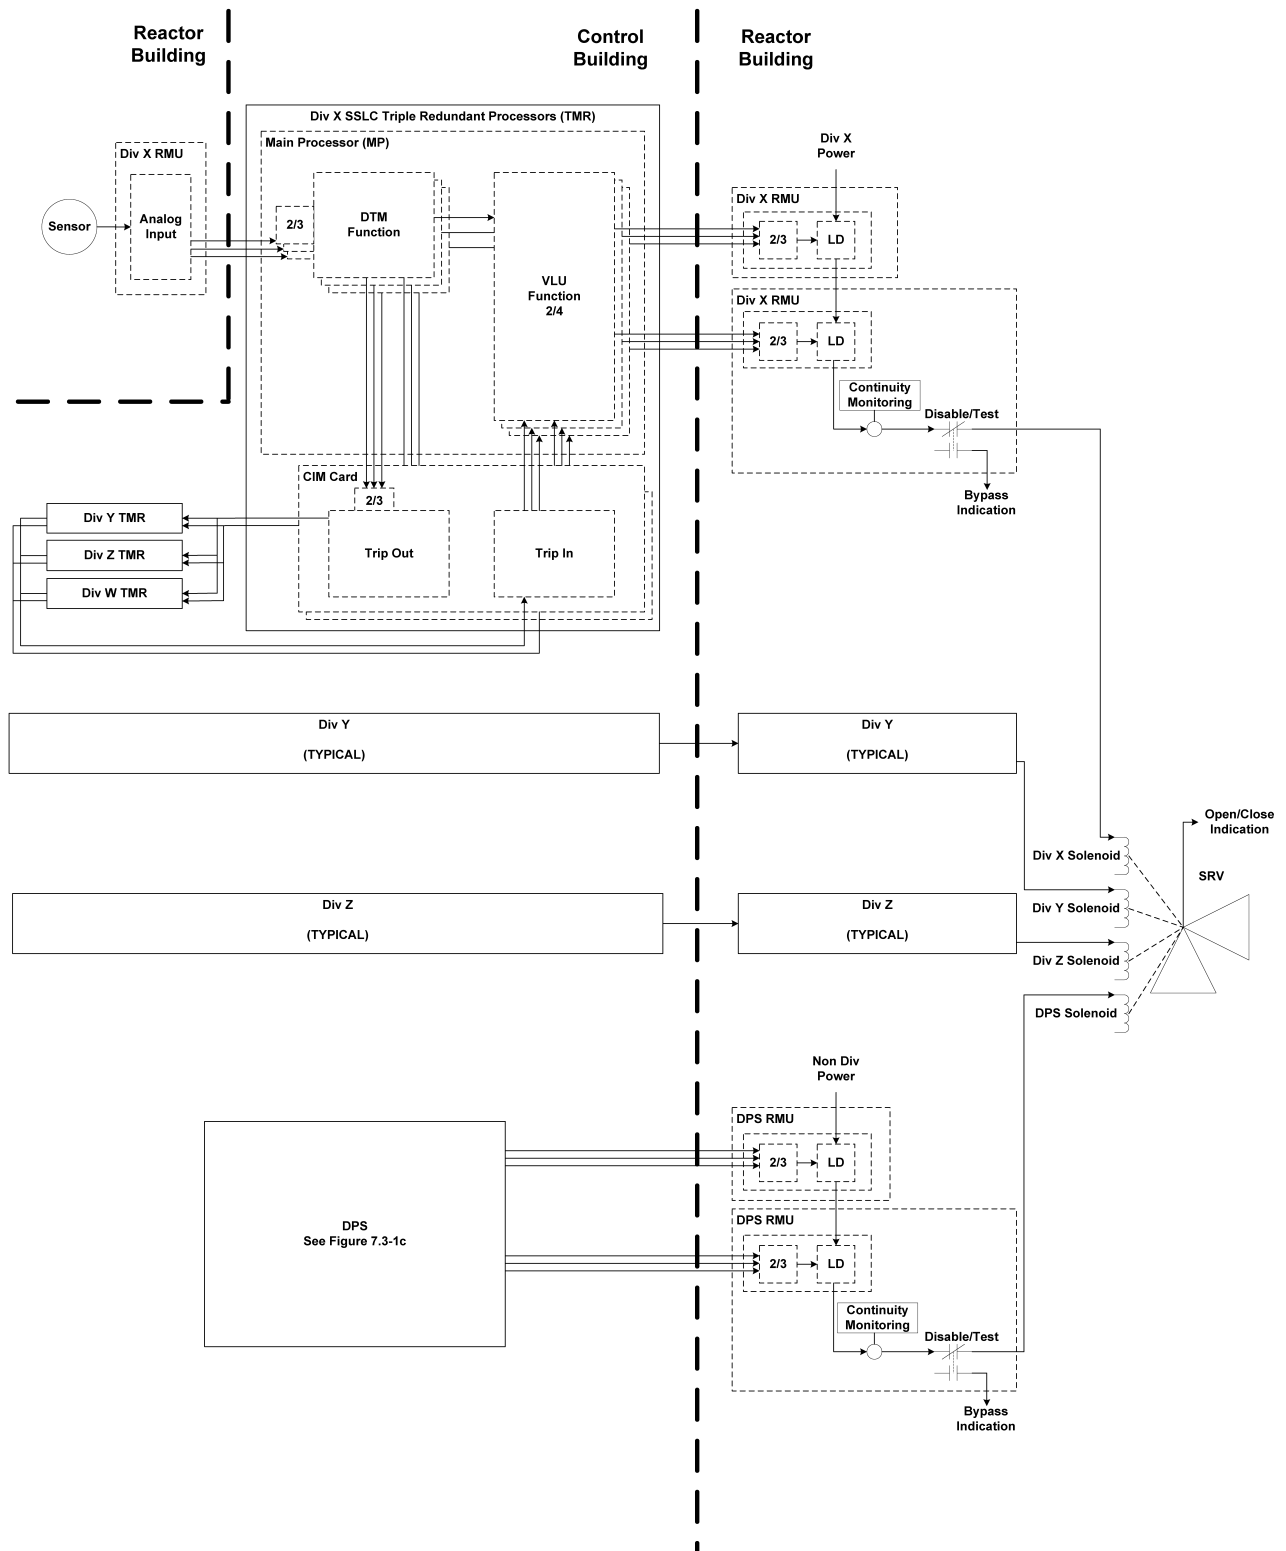 Reactor
Building
Control
Building
Reactor
Building
Div X SSLC Triple Redundant Processors (TMR)
Main Processor (MP)
Div X RMU
Sensor
Analog
Input
2/3
DTM
Function
VLU
Function
2/4
Div X
Power
Div X RMU
2/3
LD
Div X RMU
2/3
LD
Continuity
Monitoring
Disable/Test
Bypass
Indication
CIM Card
2/3
Trip Out
Trip In
Div Y TMR
Div Z TMR
Div W TMR
Div Y
(TYPICAL)
Div Y
(TYPICAL)
Div Z
(TYPICAL)
Div Z
(TYPICAL)
Open/Close
Indication
Div X Solenoid
SRV
Div Y Solenoid
Div Z Solenoid
DPS Solenoid
Non Div
Power
DPS RMU
2/3
LD
DPS
See Figure 7.3-1c
DPS RMU
2/3
LD
Continuity
Monitoring
Disable/Test
Bypass
Indication